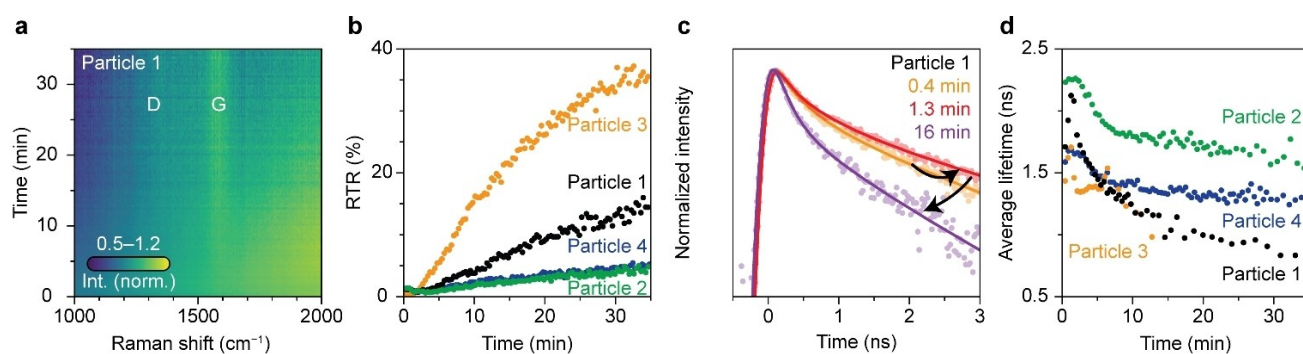 a
Particle 1
D
G
0.5–1.2
Int. (norm.)
Time (min)
30
20
10
0
1000
1500
2000
Raman shift (cm⁻¹)
b
RTR (%)
40
20
0
Particle 3
Particle 1
Particle 4
Particle 2
0
10
20
30
Time (min)
c
Normalized intensity
Particle 1
0.4 min
1.3 min
16 min
0
1
2
3
Time (ns)
d
Average lifetime (ns)
2.5
1.5
0.5
Particle 2
Particle 4
Particle 3
Particle 1
0
10
20
30
Time (min)